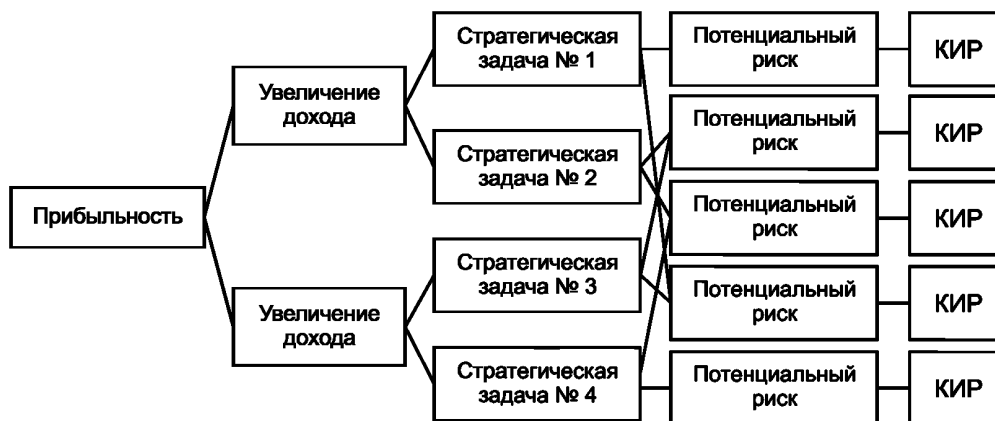 Прибыльность
Увеличение
дохода
Увеличение
дохода
Стратегическая
задача № 1
Стратегическая
задача № 2
Стратегическая
задача № 3
Стратегическая
задача № 4
Потенциальный
риск
Потенциальный
риск
Потенциальный
риск
Потенциальный
риск
Потенциальный
риск
КИР
КИР
КИР
КИР
КИР